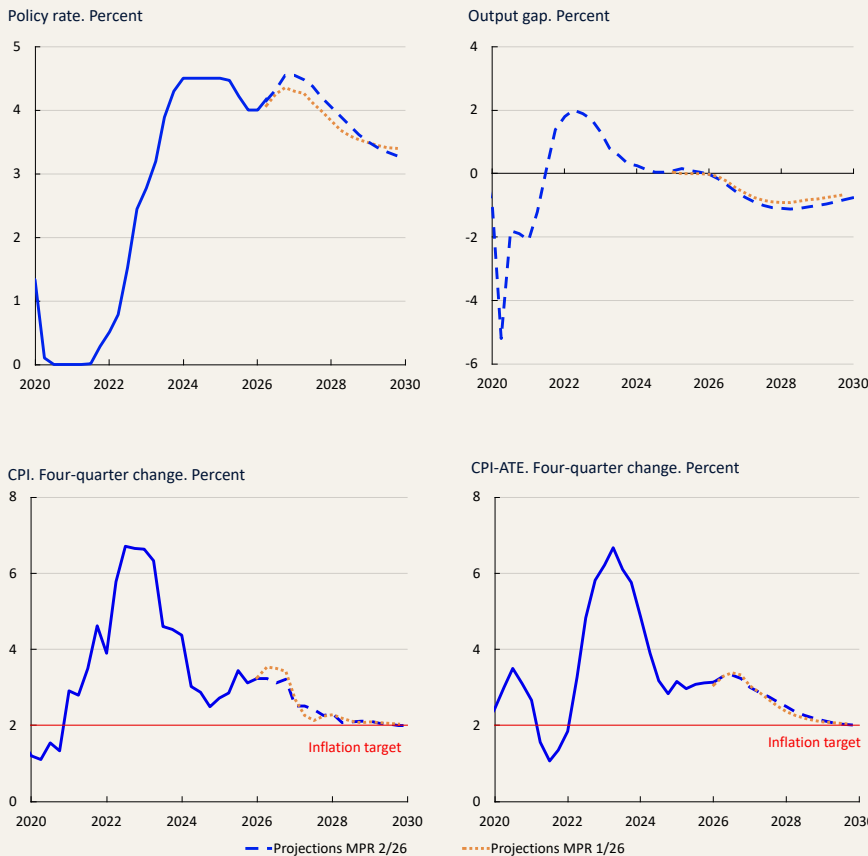 Policy rate. Percent
5
4
3
2
1
0
2020 2022 2024 2026 2028 2030
Output gap. Percent
4
2
0
-2
-4
-6
2020 2022 2024 2026 2028 2030
CPI. Four-quarter change. Percent
8
6
4
2
0
Inflation target
2020 2022 2024 2026 2028 2030
CPI-ATE. Four-quarter change. Percent
8
6
4
2
0
Inflation target
2020 2022 2024 2026 2028 2030
Projections MPR 2/26 Projections MPR 1/26